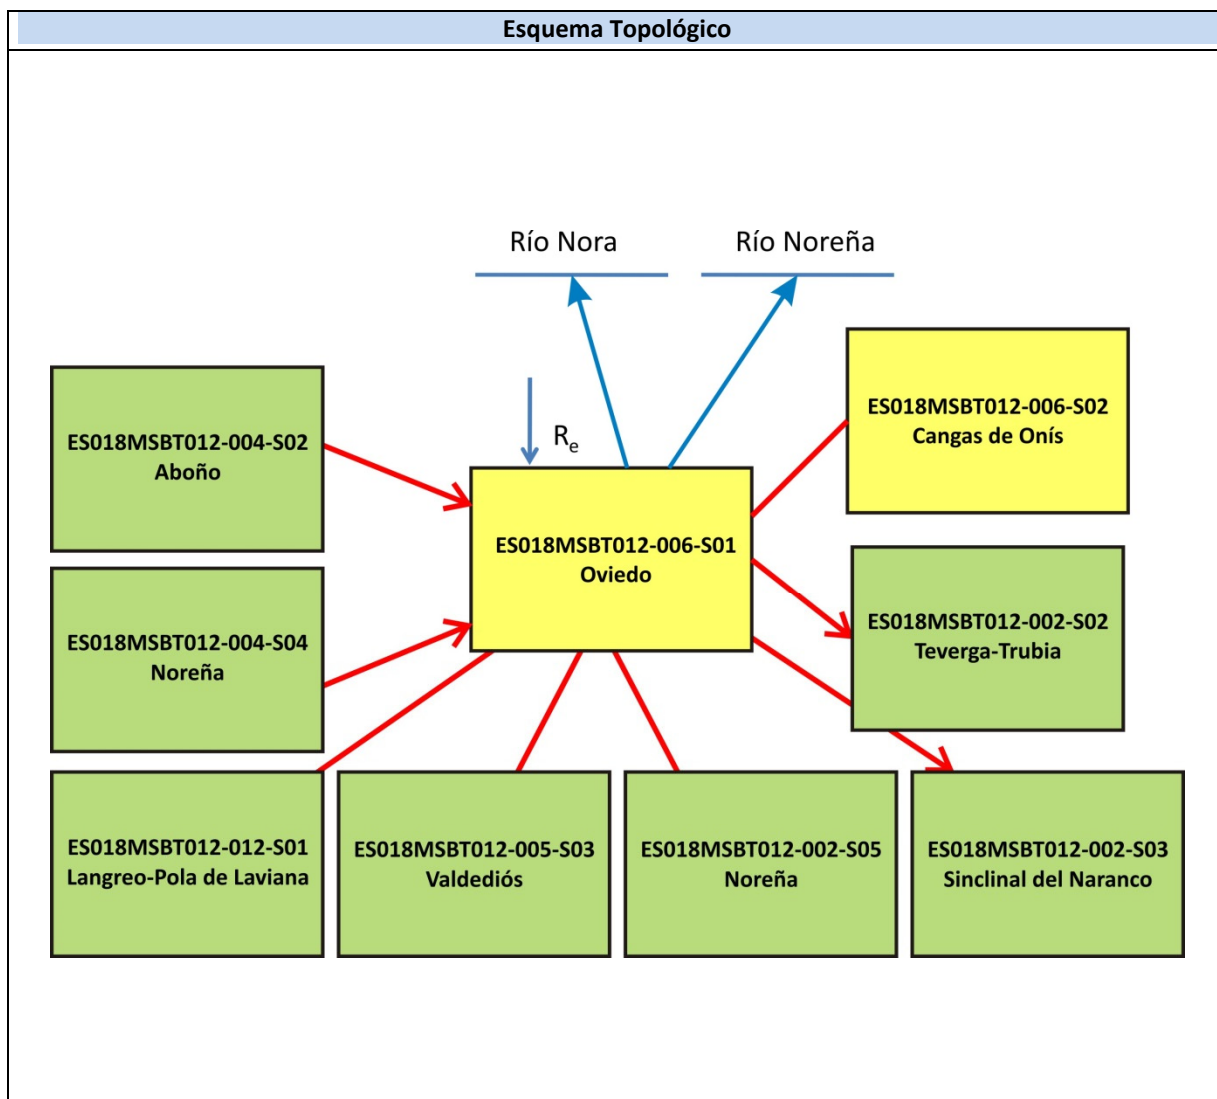 Esquema Topológico
Río Nora
Río Noreña
ES018MSBT012-006-S02
Cangas de Onís
ES018MSBT012-004-S02
Aboño
Re
ES018MSBT012-006-S01
Oviedo
ES018MSBT012-004-S04
Noreña
ES018MSBT012-002-S02
Teverga-Trubia
ES018MSBT012-012-S01
Langreo-Pola de Laviana
ES018MSBT012-005-S03
Valdediós
ES018MSBT012-002-S05
Noreña
ES018MSBT012-002-S03
Sinclinal del Naranco